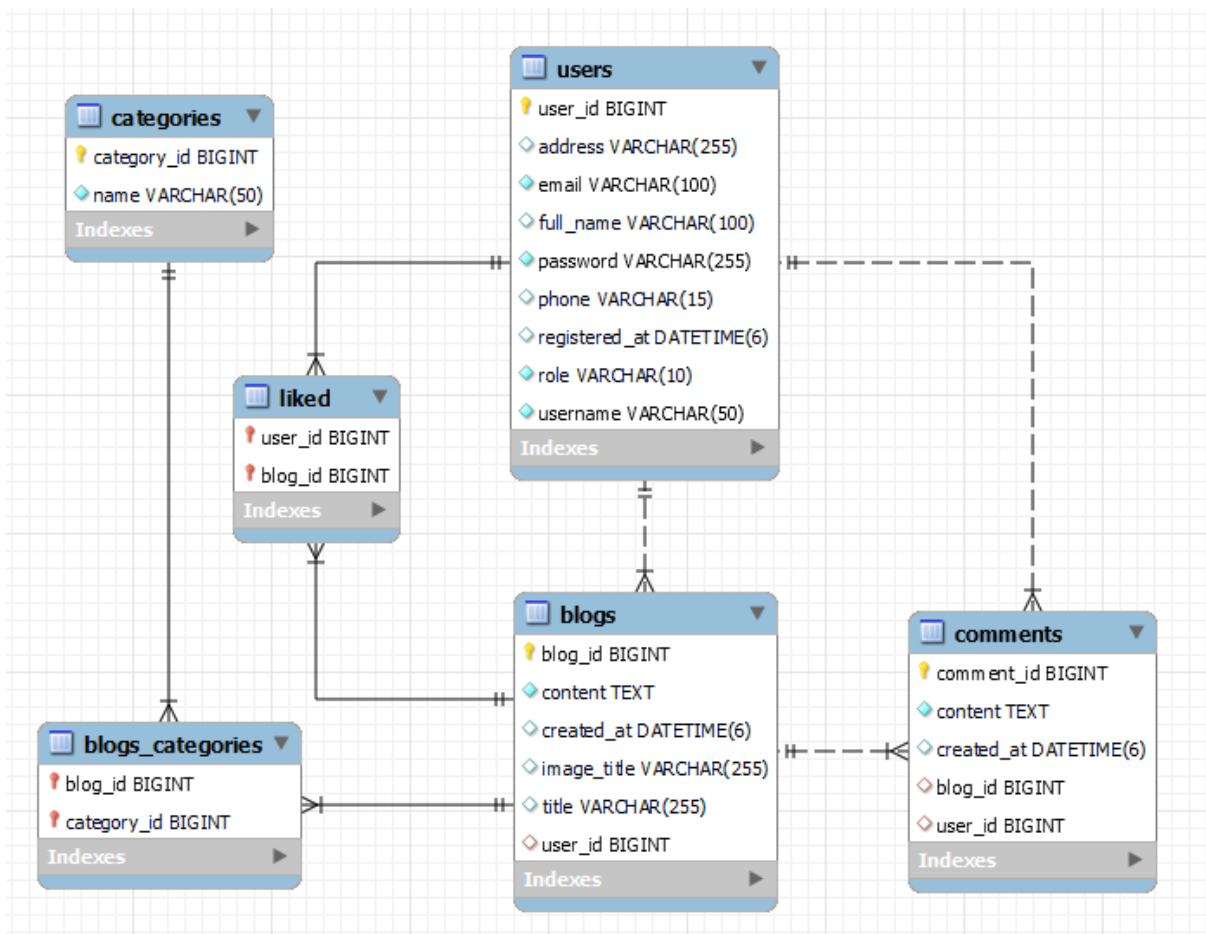 categories
category_id BIGINT
name VARCHAR(50)
Indexes
users
user_id BIGINT
address VARCHAR(255)
email VARCHAR(100)
full_name VARCHAR(100)
password VARCHAR(255)
phone VARCHAR(15)
registered_at DATETIME(6)
role VARCHAR(10)
username VARCHAR(50)
Indexes
liked
user_id BIGINT
blog_id BIGINT
Indexes
blogs
blog_id BIGINT
content TEXT
created_at DATETIME(6)
image_title VARCHAR(255)
title VARCHAR(255)
user_id BIGINT
Indexes
comments
comment_id BIGINT
content TEXT
created_at DATETIME(6)
blog_id BIGINT
user_id BIGINT
Indexes
blogs_categories
blog_id BIGINT
category_id BIGINT
Indexes